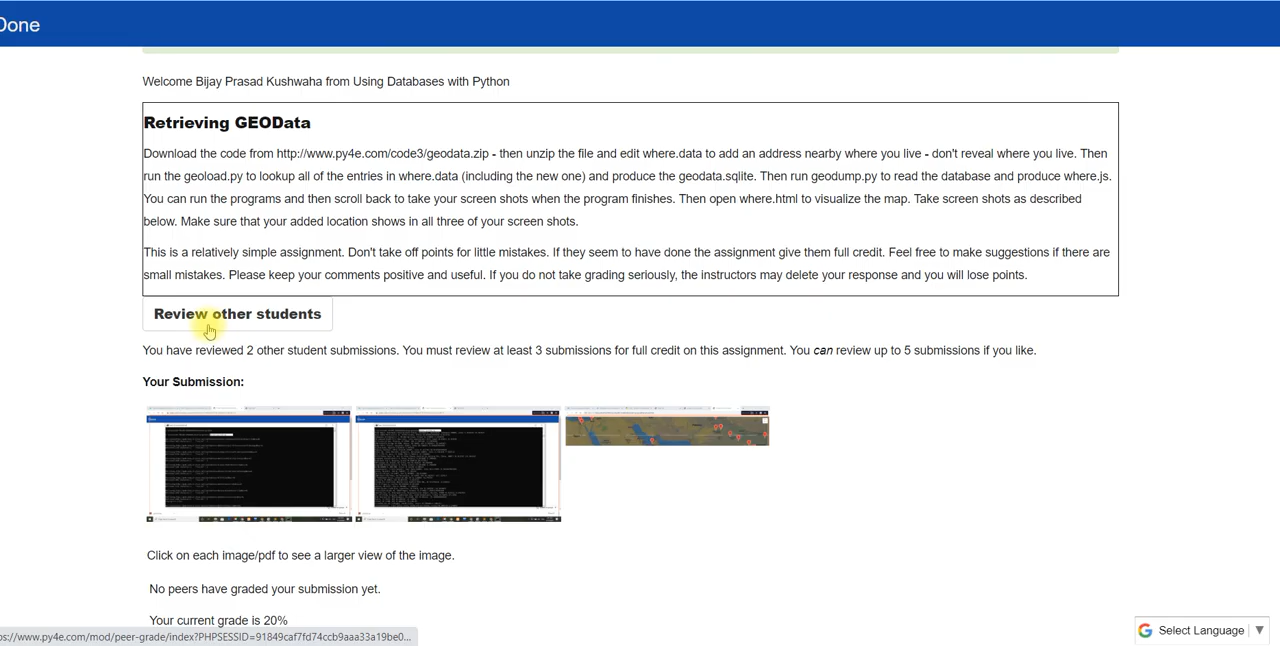 Done
Welcome Bijay Prasad Kushwaha from Using Databases with Python
Retrieving GEOData
Download the code from http://www.py4e.com/code3/geodata.zip - then unzip the file and edit where.data to add an address nearby where you live - don't reveal where you live. Then
run the geoload.py to lookup all of the entries in where.data (including the new one) and produce the geodata.sqlite. Then run geodump.py to read the database and produce where.js.
You can run the programs and then scroll back to take your screen shots when the program finishes. Then open where.html to visualize the map. Take screen shots as described
below. Make sure that your added location shows in all three of your screen shots.
This is a relatively simple assignment. Don't take off points for little mistakes. If they seem to have done the assignment give them full credit. Feel free to make suggestions if there are
small mistakes. Please keep your comments positive and useful. If you do not take grading seriously, the instructors may delete your response and you will lose points.
Review other students
You have reviewed 2 other student submissions. You must review at least 3 submissions for full credit on this assignment. You can review up to 5 submissions if you like.
Your Submission:
Click on each image/pdf to see a larger view of the image.
No peers have graded your submission yet.
Your current grade is 20%
ps://www.py4e.com/mod/peer-grade/index?PHPSESSID=91849caf7fd74ccb9aaa33a19be0...
Select Language